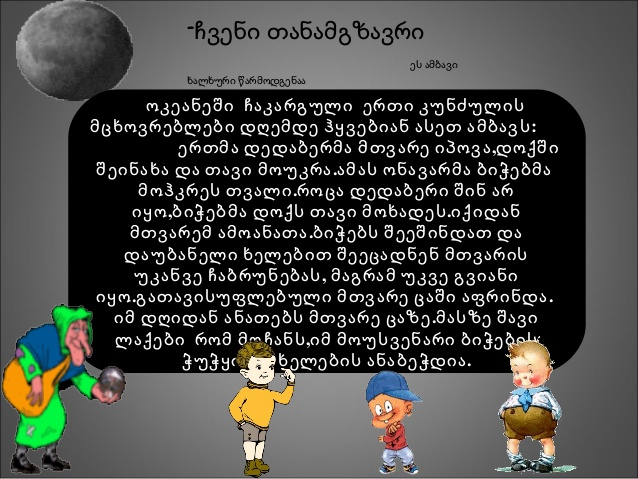 -ჩვენი თანამგზავრი
ეს ამბავი
ხალხური წარმოდგენაა
ოკეანეში ჩაკარგული ერთი კუნძულის
მცხოვრებლები დღემდე ჰყვებიან ასეთ ამბავს:
ერთმა დედაბერმა მთვარე იპოვა,დოქში
შეინახა და თავი მოუკრა.ამას ონავარმა ბიჭებმა
მოჰკრეს თვალი.როცა დედაბერი შინ არ
იყო,ბიჭებმა დოქს თავი მოხადეს.იქიდან
მთვარემ ამოანათა.ბიჭებს შეეშინდათ და
დაუბანელი ხელებით შეეცადნენ მთვარის
უკანვე ჩაბრუნებას, მაგრამ უკვე გვიანი
იყო.გათავისუფლებული მთვარე ცაში აფრინდა.
იმ დღიდან ანათებს მთვარე ცაზე.მასზე შავი
ლაქები რომ მოჩანს,იმ მოუსვენარი ბიჭების
ხელების ანაბეჭდია.